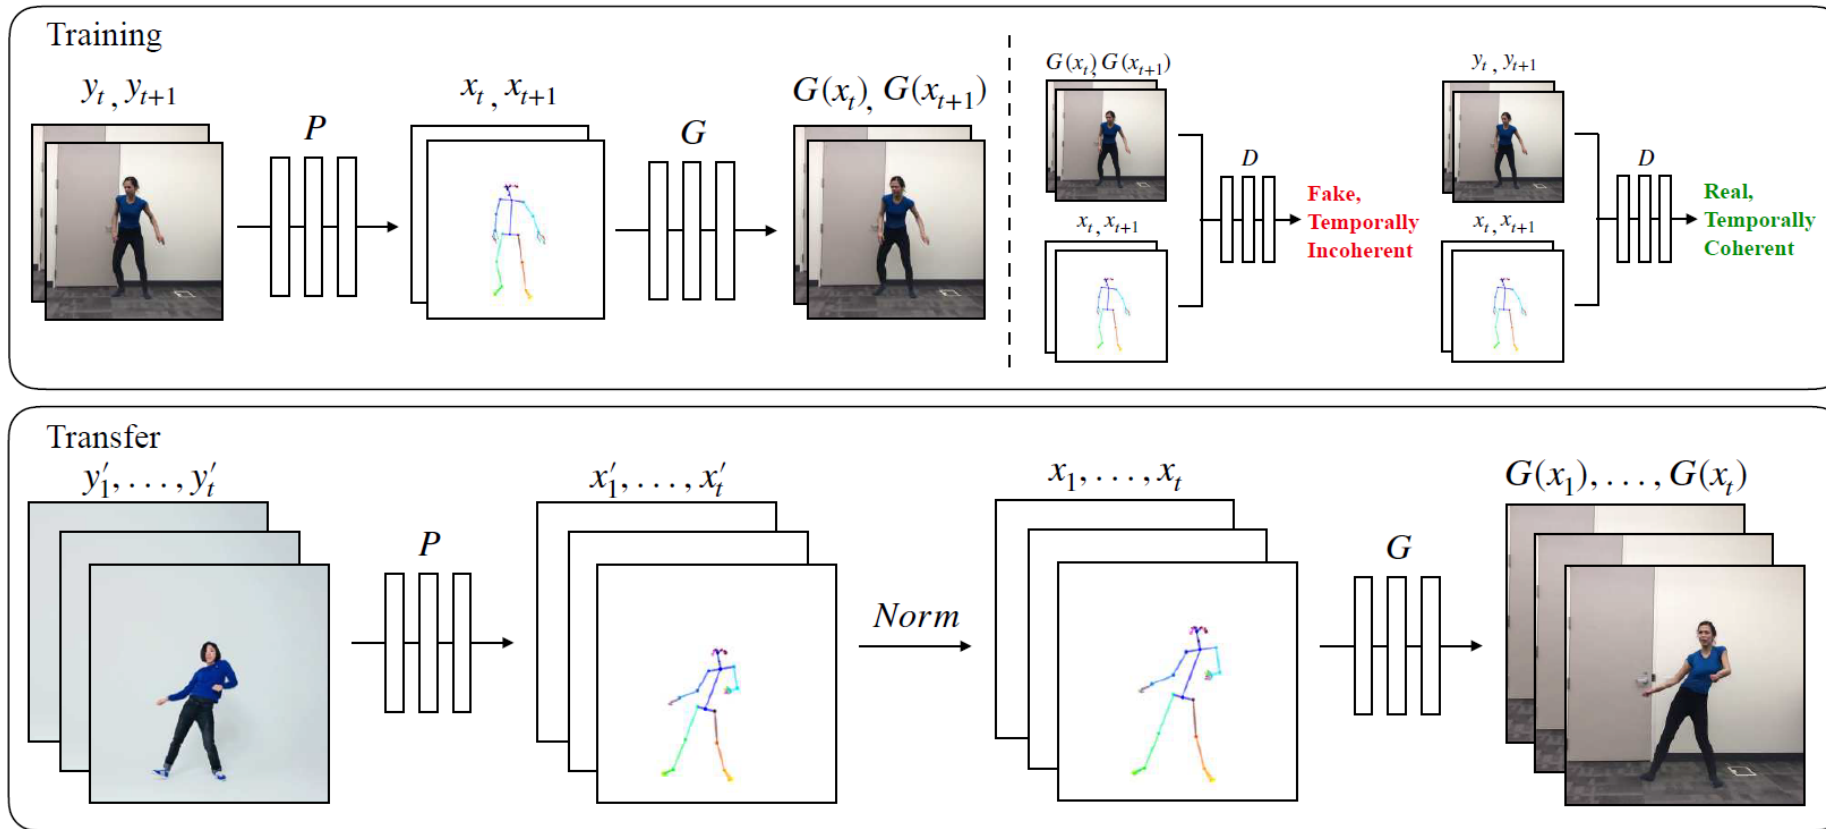 Training
y_t, y_{t+1}
P
x_t, x_{t+1}
G
G(x_t), G(x_{t+1})
G(x_t), G(x_{t+1})
x_t, x_{t+1}
D
Fake,
Temporally
Incoherent
y_t, y_{t+1}
x_t, x_{t+1}
D
Real,
Temporally
Coherent
Transfer
y'_1, . . . , y'_t
P
x'_1, . . . , x'_t
Norm
x_1, . . . , x_t
G
G(x_1), . . . , G(x_t)